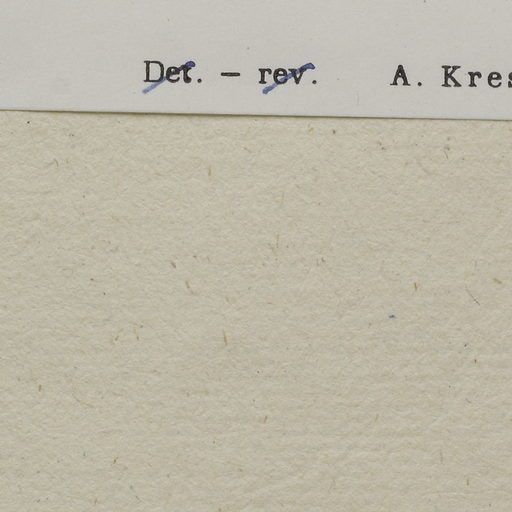 Det. – rev. A. Kres